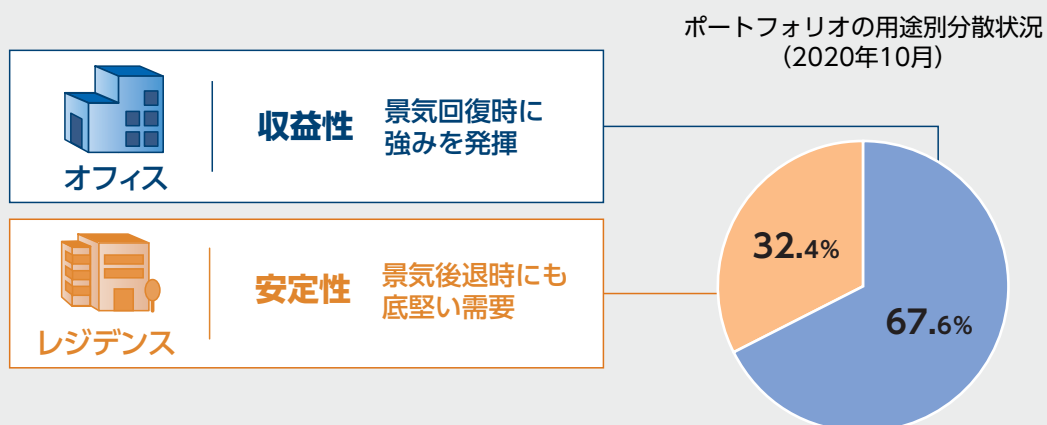 ポートフォリオの用途別分散状況
(2020年10月)
オフィス
収益性
景気回復時に
強みを発揮
レジデンス
安定性
景気後退時にも
底堅い需要
32.4%
67.6%